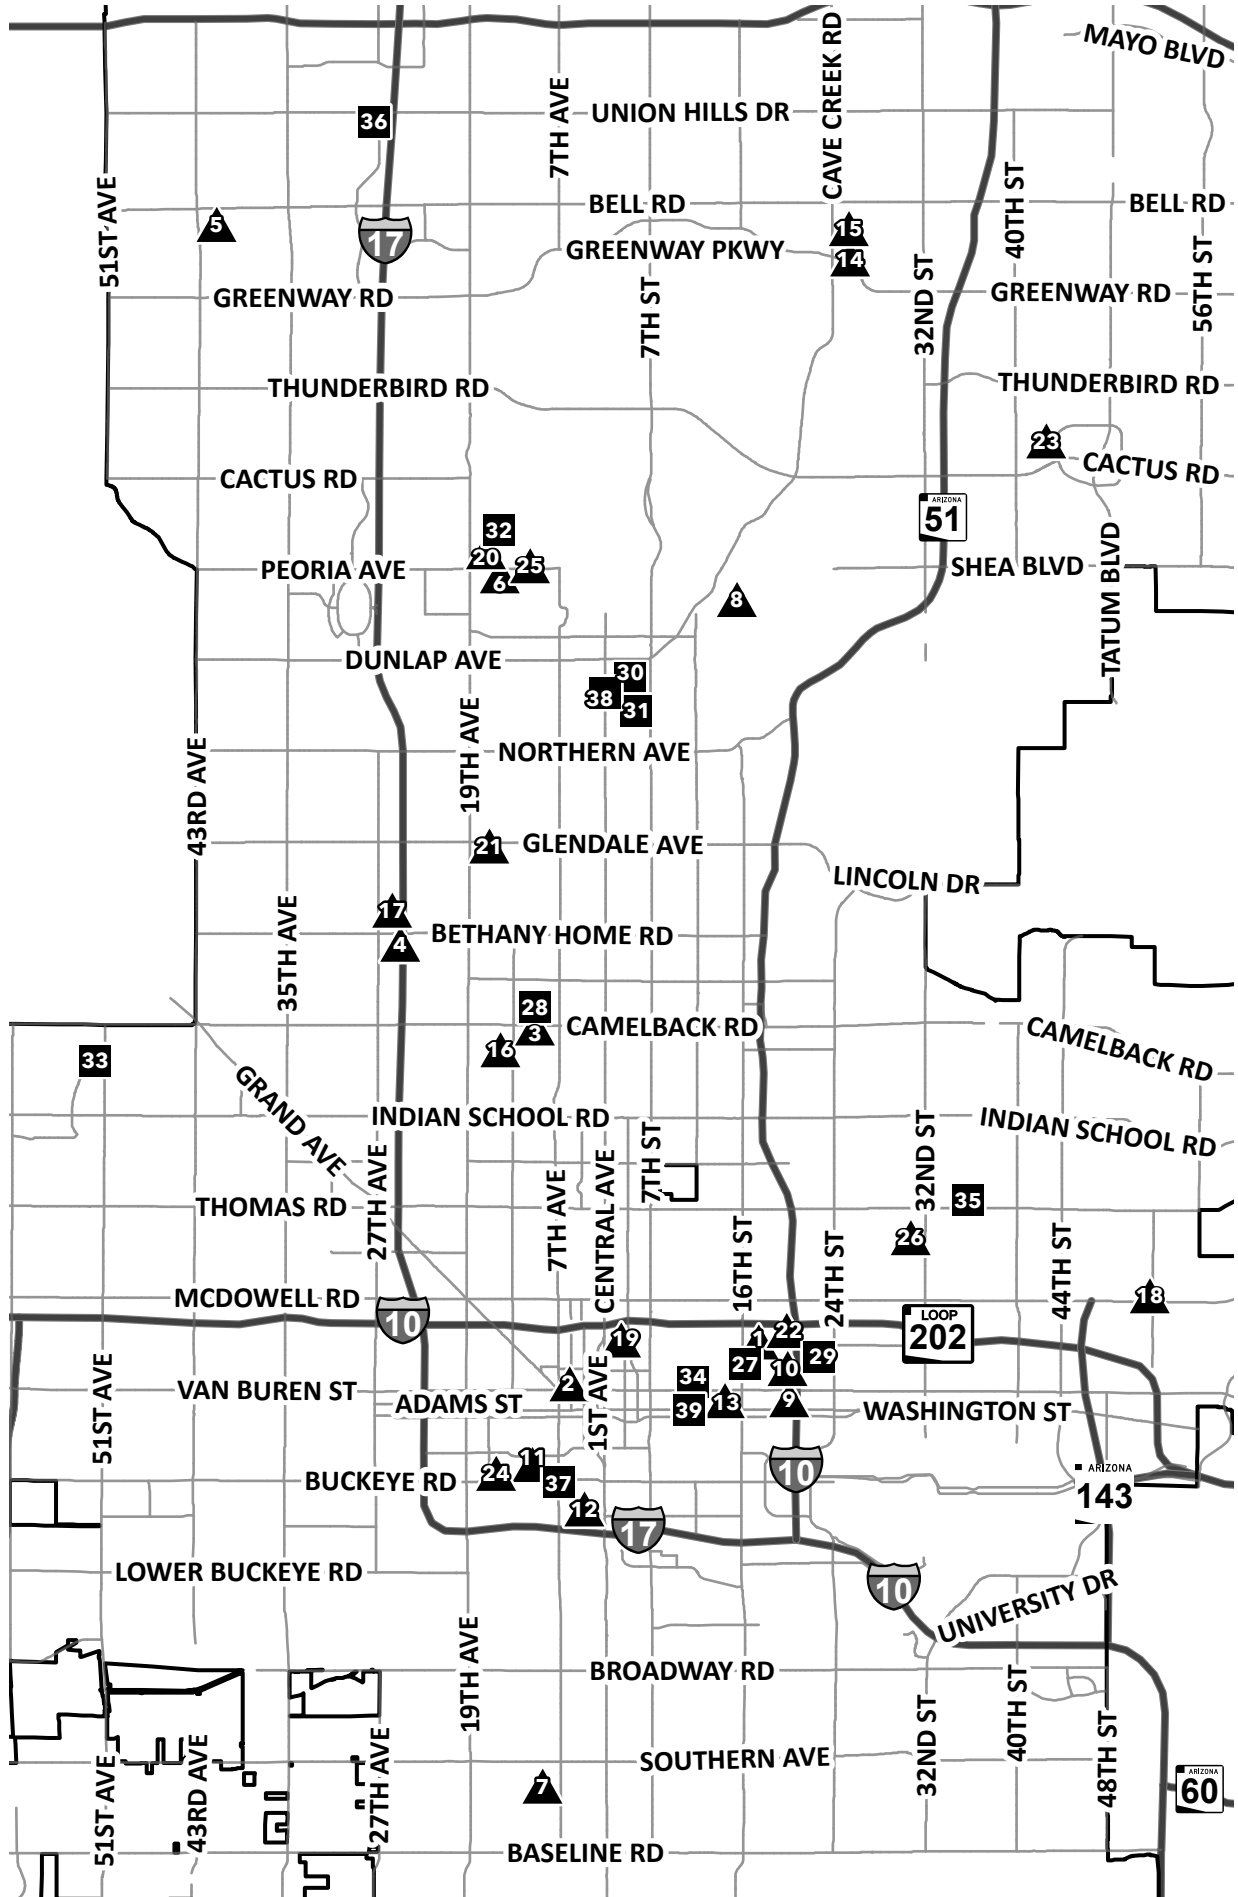 MAYO BLVD
CAVE CREEK RD
7TH AVE
UNION HILLS DR
36
51ST AVE
40TH ST
BELL RD
BELL RD
5
15
17
GREENWAY PKWY
14
56TH ST
32ND ST
7TH ST
GREENWAY RD
GREENWAY RD
THUNDERBIRD RD
THUNDERBIRD RD
23
CACTUS RD
CACTUS RD
ARIZONA
51
32
20
25
6
PEORIA AVE
SHEA BLVD
TATUM BLVD
8
DUNLAP AVE
30
38
31
19TH AVE
NORTHERN AVE
43RD AVE
21
GLENDALE AVE
LINCOLN DR
17
4
BETHANY HOME RD
35TH AVE
28
3
CAMELBACK RD
CAMELBACK RD
16
33
GRAND AVE
INDIAN SCHOOL RD
INDIAN SCHOOL RD
7TH ST
32ND ST
27TH AVE
7TH AVE
CENTRAL AVE
THOMAS RD
35
26
16TH ST
24TH ST
44TH ST
18
MCDOWELL RD
10
LOOP
202
19
1
22
27
10
29
34
2
51ST AVE
VAN BUREN ST
ADAMS ST
1ST AVE
39
13
9
WASHINGTON ST
11
24
37
BUCKEYE RD
10
ARIZONA
143
12
17
LOWER BUCKEYE RD
10
UNIVERSITY DR
19TH AVE
BROADWAY RD
40TH ST
32ND ST
48TH ST
51ST AVE
43RD AVE
27TH AVE
SOUTHERN AVE
7
ARIZONA
60
BASELINE RD